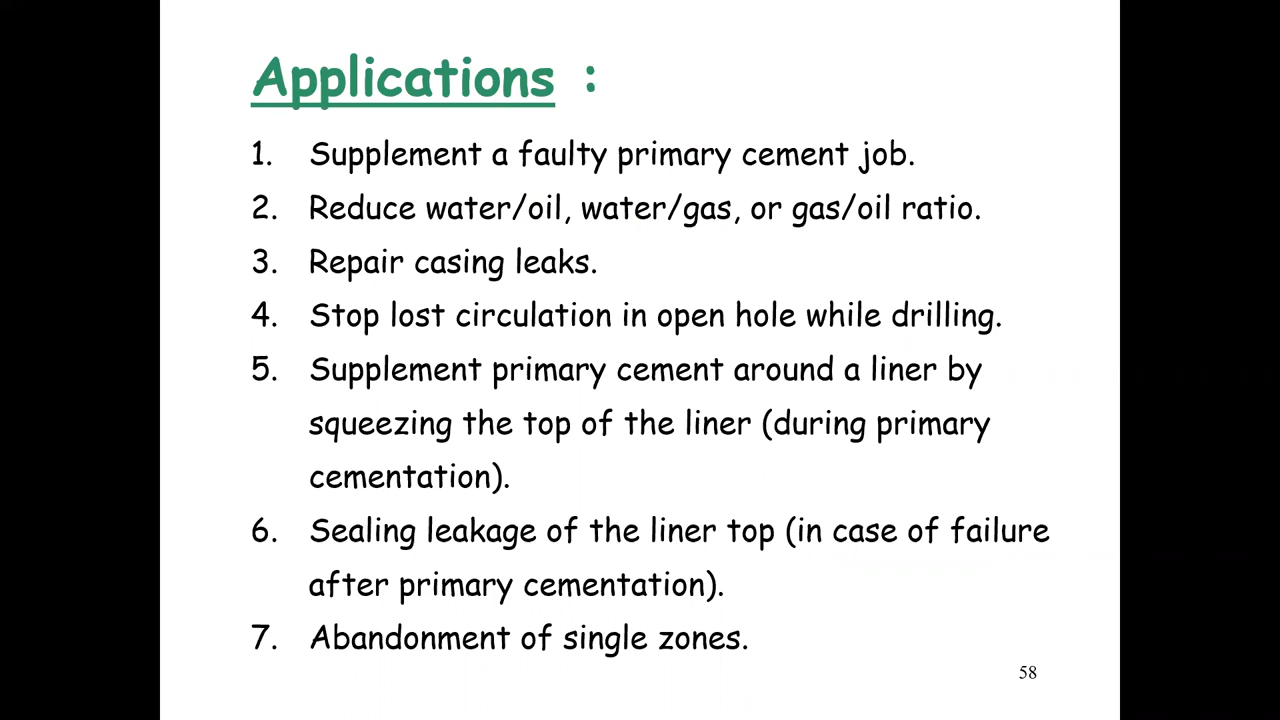 Applications :
1. Supplement a faulty primary cement job.
2. Reduce water/oil, water/gas, or gas/oil ratio.
3. Repair casing leaks.
4. Stop lost circulation in open hole while drilling.
5. Supplement primary cement around a liner by
squeezing the top of the liner (during primary
cementation).
6. Sealing leakage of the liner top (in case of failure
after primary cementation).
7. Abandonment of single zones.
58